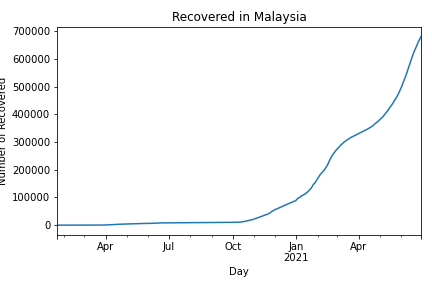 Recovered in Malaysia
700000
600000
500000
400000
300000
200000
100000
0
Number of Recovered
Apr
Jul
Oct
Jan
2021
Apr
Day